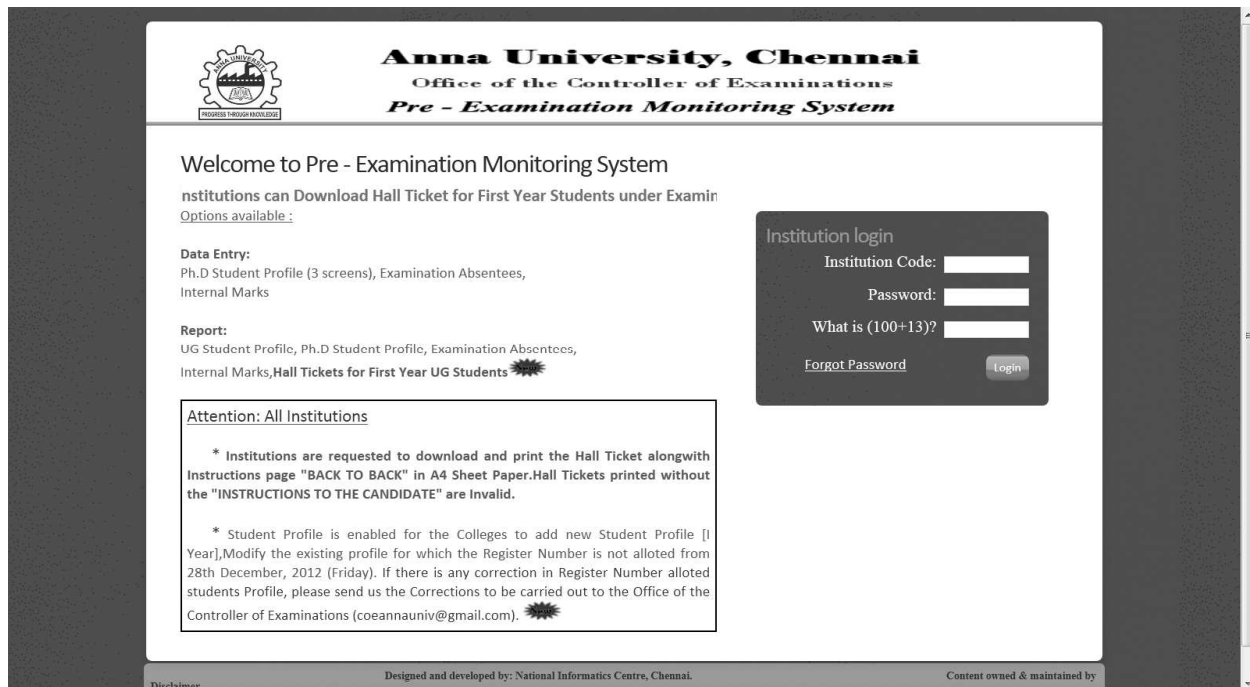 ANNA UNIVERSITY
PROGRESS THROUGH KNOWLEDGE
Anna University, Chennai
Office of the Controller of Examinations
Pre - Examination Monitoring System
Welcome to Pre - Examination Monitoring System
nstitutions can Download Hall Ticket for First Year Students under Examin
Options available :
Data Entry:
Ph.D Student Profile (3 screens), Examination Absentees,
Internal Marks
Report:
UG Student Profile, Ph.D Student Profile, Examination Absentees,
Internal Marks,Hall Tickets for First Year UG Students
Attention: All Institutions
* Institutions are requested to download and print the Hall Ticket alongwith
Instructions page "BACK TO BACK" in A4 Sheet Paper.Hall Tickets printed without
the "INSTRUCTIONS TO THE CANDIDATE" are Invalid.
* Student Profile is enabled for the Colleges to add new Student Profile [I
Year],Modify the existing profile for which the Register Number is not alloted from
28th December, 2012 (Friday). If there is any correction in Register Number alloted
students Profile, please send us the Corrections to be carried out to the Office of the
Controller of Examinations (coeannauniv@gmail.com).
Institution login
Institution Code:
Password:
What is (100+13)?
Forgot Password
Login
Designed and developed by: National Informatics Centre, Chennai.
Content owned & maintained by
Disclaimer